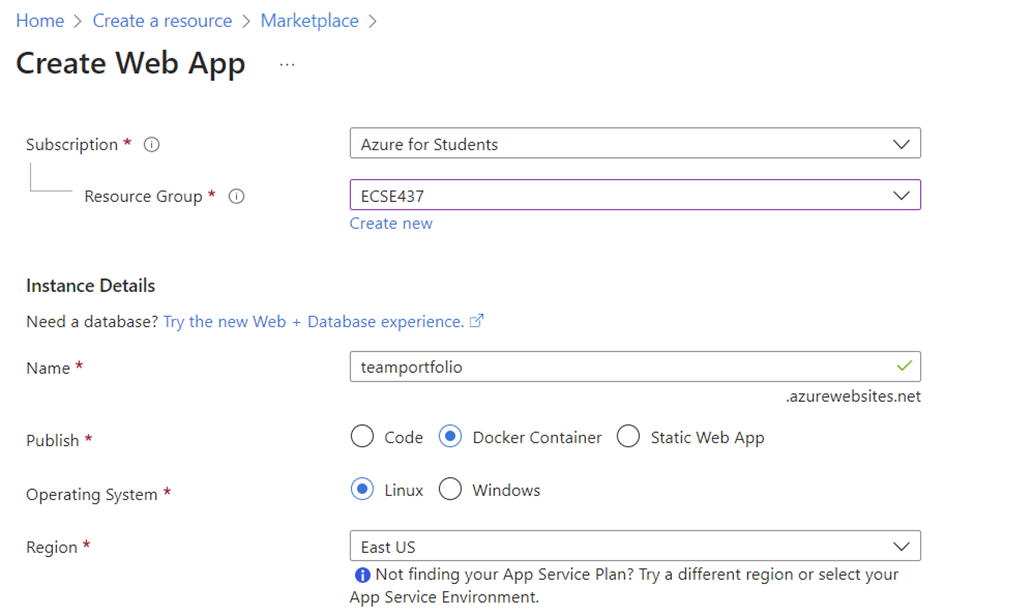 Home > Create a resource > Marketplace >
Create Web App ...
Subscription * Azure for Students
Resource Group * ECSE437
Create new
Instance Details
Need a database? Try the new Web + Database experience.
Name * teamportfolio
.azurewebsites.net
Publish * Code Docker Container Static Web App
Operating System * Linux Windows
Region * East US
Not finding your App Service Plan? Try a different region or select your
App Service Environment.